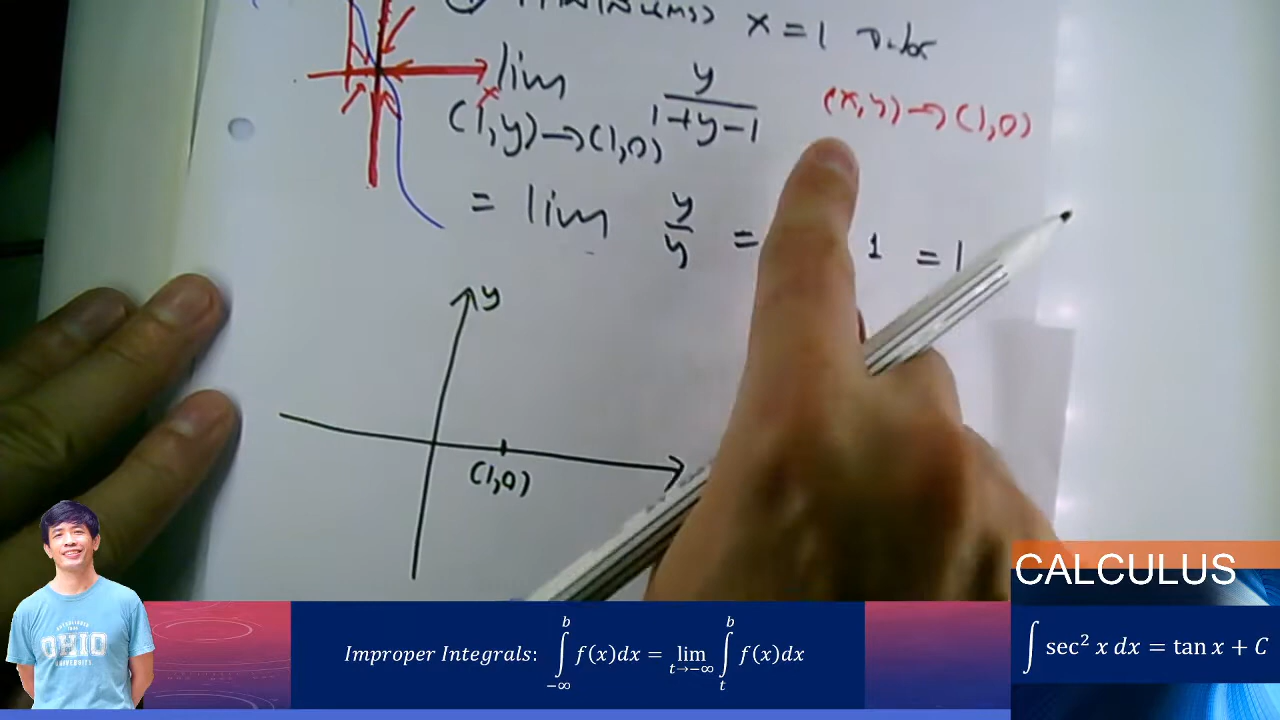 x = 1
lim y/(1+y-1) (x,y)→(1,0)
(1,y)→(1,0)
x
= lim y/y = 1 = 1
y
(1,0)
OHIO
UNIVERSITY
CALCULUS
Improper Integrals: ∫_{-∞}^{b} f(x)dx = lim_{t→-∞} ∫_{t}^{b} f(x)dx
∫ sec² x dx = tan x + C